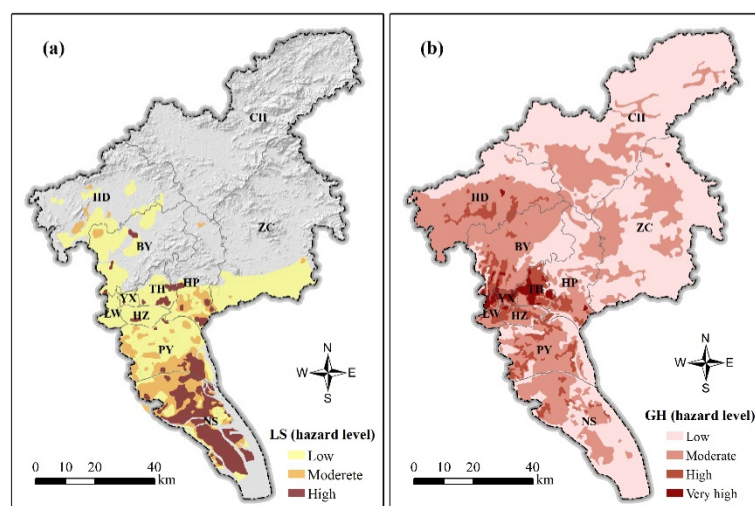 (a)
CH
HD
BY
ZC
TH
HP
YX
LW
HZ
PY
NS
N
W E
S
LS (hazard level)
Low
Moderete
High
0 10 20 40
km
(b)
CH
HD
ZC
BY
HP
TH
YX
LW
HZ
PY
NS
N
W E
S
GH (hazard level)
Low
Moderate
High
Very high
0 10 20 40
km